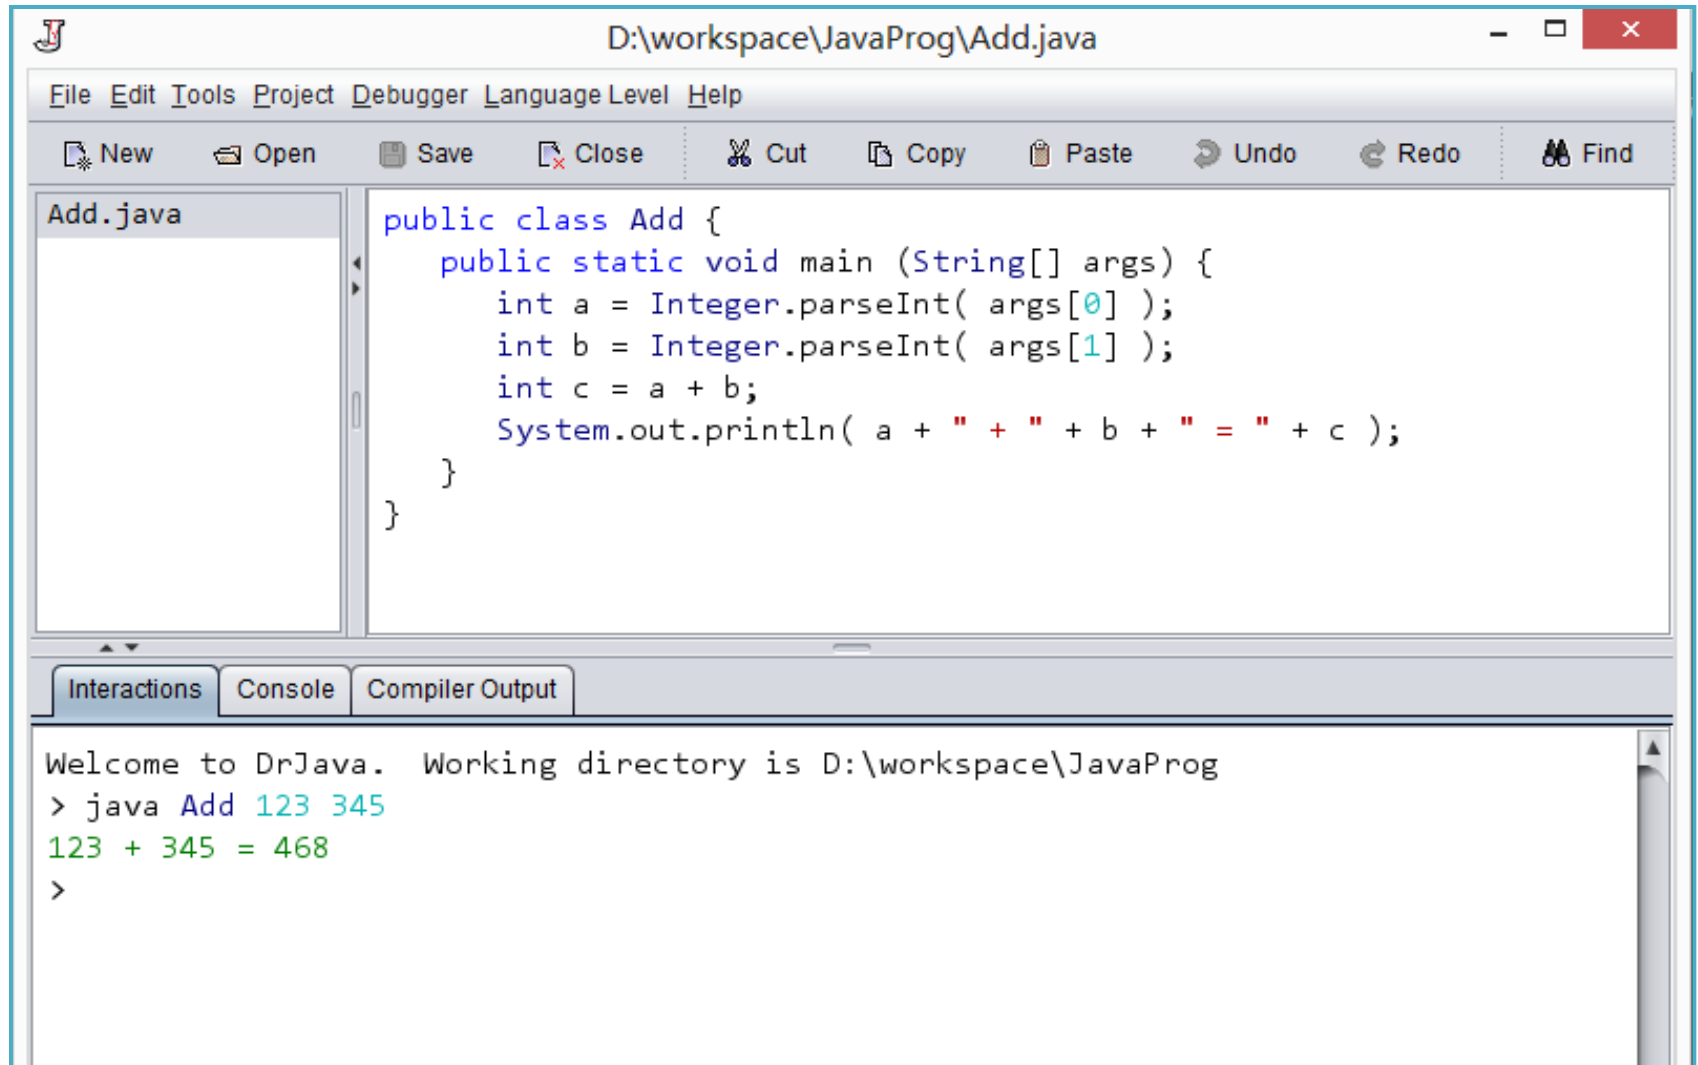 D:\workspace\JavaProg\Add.java
File Edit Tools Project Debugger Language Level Help
New Open Save Close Cut Copy Paste Undo Redo Find
Add.java
public class Add {
   public static void main (String[] args) {
      int a = Integer.parseInt( args[0] );
      int b = Integer.parseInt( args[1] );
      int c = a + b;
      System.out.println( a + " + " + b + " = " + c );
   }
}
Interactions Console Compiler Output
Welcome to DrJava.  Working directory is D:\workspace\JavaProg
> java Add 123 345
123 + 345 = 468
>